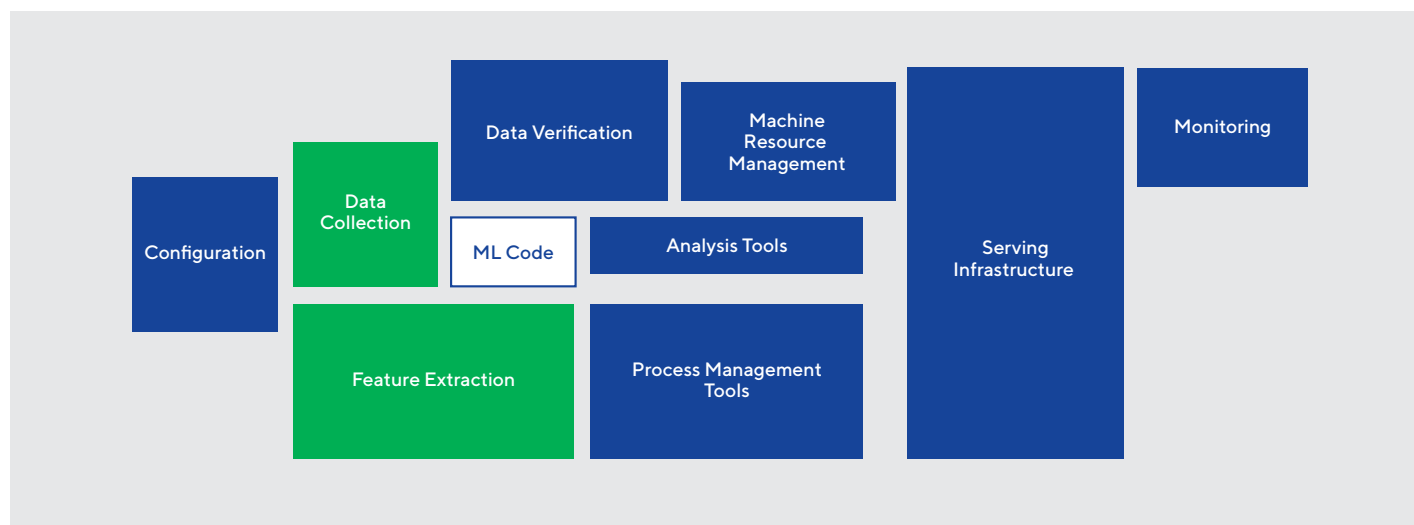 Configuration
Data
Collection
Feature Extraction
Data Verification
ML Code
Machine
Resource
Management
Analysis Tools
Process Management
Tools
Serving
Infrastructure
Monitoring